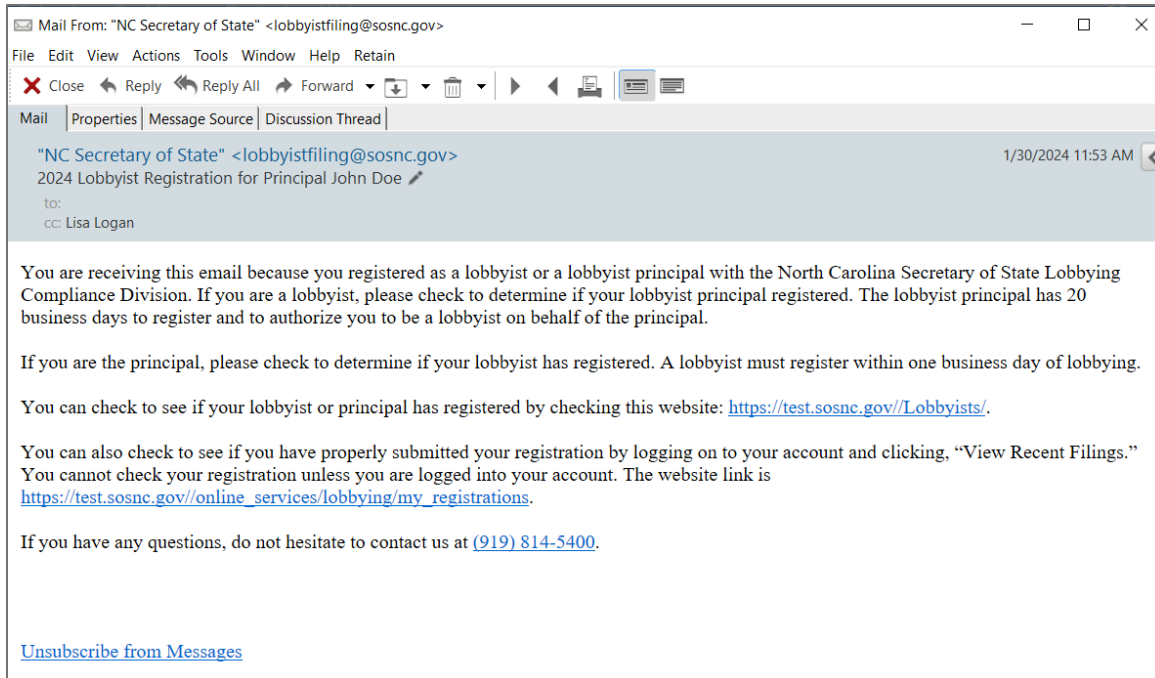 Mail From: "NC Secretary of State" <lobbyistfiling@sosnc.gov>
File Edit View Actions Tools Window Help Retain
Close Reply Reply All Forward
Mail Properties Message Source Discussion Thread
"NC Secretary of State" <lobbyistfiling@sosnc.gov> 1/30/2024 11:53 AM
2024 Lobbyist Registration for Principal John Doe
to:
cc: Lisa Logan
You are receiving this email because you registered as a lobbyist or a lobbyist principal with the North Carolina Secretary of State Lobbying
Compliance Division. If you are a lobbyist, please check to determine if your lobbyist principal registered. The lobbyist principal has 20
business days to register and to authorize you to be a lobbyist on behalf of the principal.
If you are the principal, please check to determine if your lobbyist has registered. A lobbyist must register within one business day of lobbying.
You can check to see if your lobbyist or principal has registered by checking this website: https://test.sosnc.gov//Lobbyists/.
You can also check to see if you have properly submitted your registration by logging on to your account and clicking, “View Recent Filings.”
You cannot check your registration unless you are logged into your account. The website link is
https://test.sosnc.gov//online_services/lobbying/my_registrations.
If you have any questions, do not hesitate to contact us at (919) 814-5400.
Unsubscribe from Messages